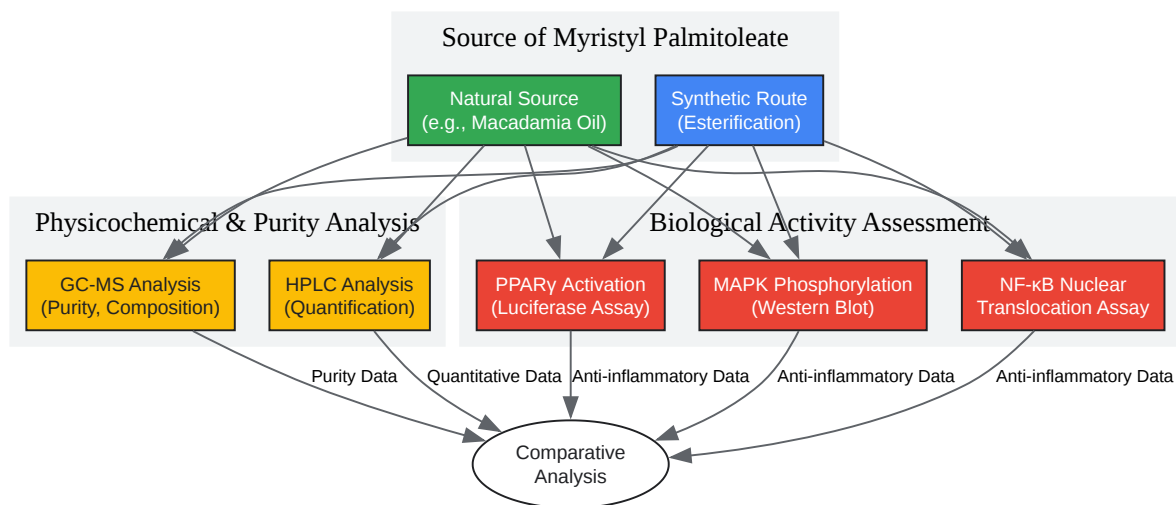 Source of Myristyl Palmitoleate
Natural Source
(e.g., Macadamia Oil)
Synthetic Route
(Esterification)
Physicochemical & Purity Analysis
Biological Activity Assessment
GC-MS Analysis
(Purity, Composition)
HPLC Analysis
(Quantification)
PPARγ Activation
(Luciferase Assay)
MAPK Phosphorylation
(Western Blot)
NF-κB Nuclear
Translocation Assay
Purity Data
Quantitative Data
Anti-inflammatory Data
Anti-inflammatory Data
Anti-inflammatory Data
Comparative
Analysis